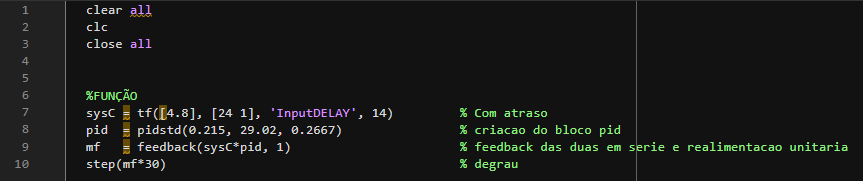 1 clear all
2 clc
3 close all
4
5
6 %FUNÇÃO
7 sysC = tf([4.8], [24 1], 'InputDELAY', 14) % Com atraso
8 pid = pidstd(0.215, 29.02, 0.2667) % criacao do bloco pid
9 mf = feedback(sysC*pid, 1) % feedback das duas em serie e realimentacao unitaria
10 step(mf*30) % degrau